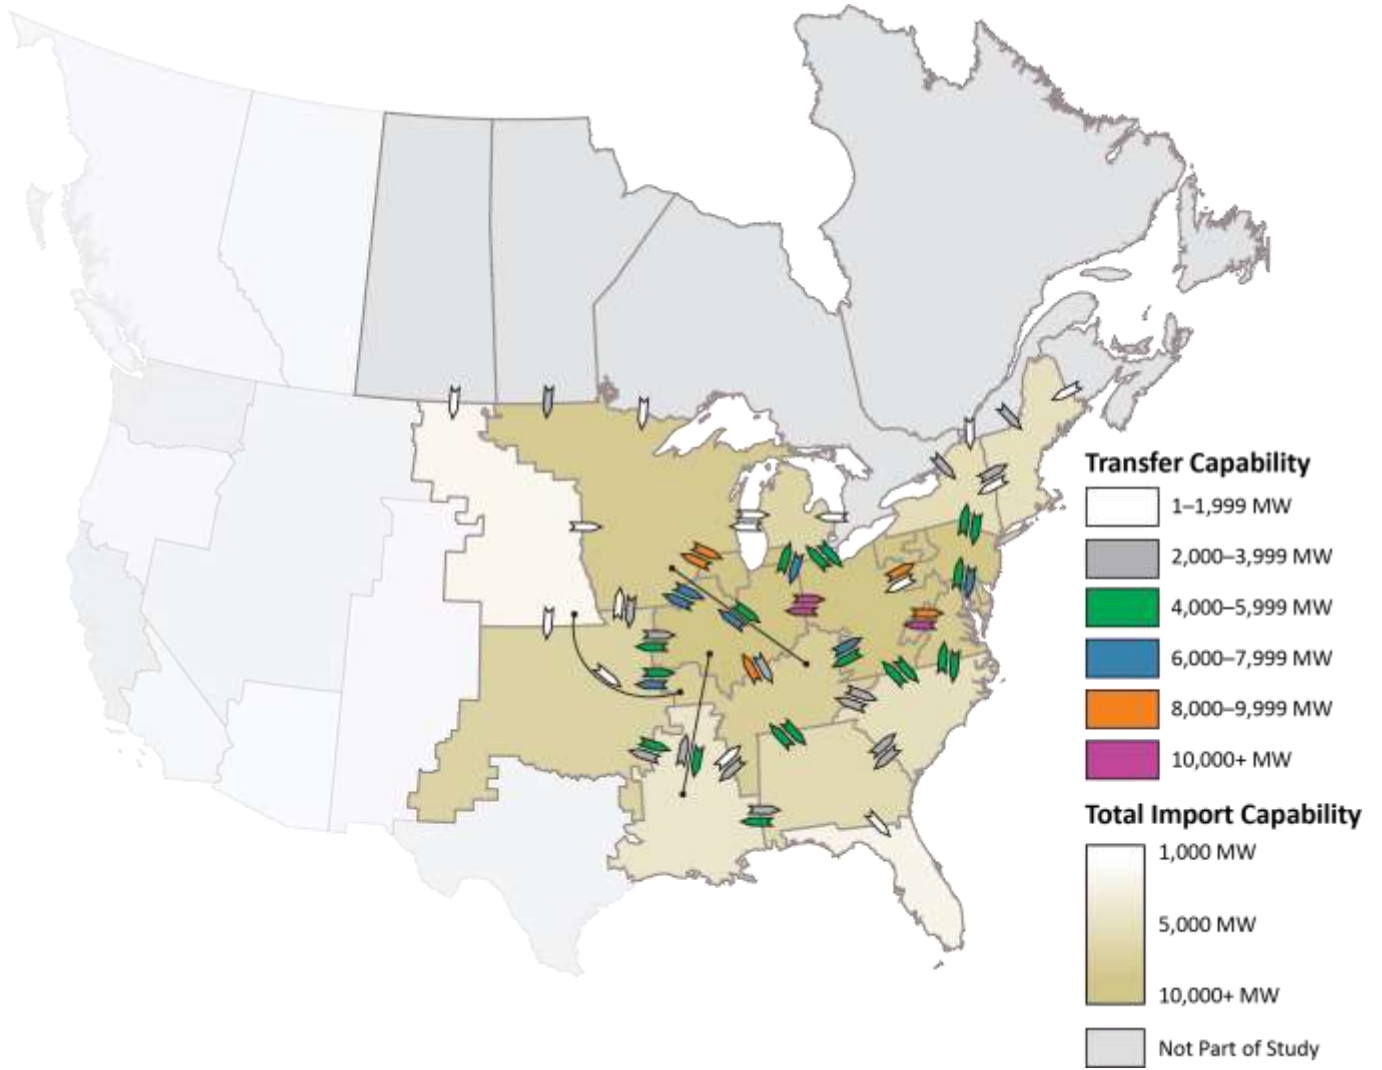 Transfer Capability
1–1,999 MW
2,000–3,999 MW
4,000–5,999 MW
6,000–7,999 MW
8,000–9,999 MW
10,000+ MW
Total Import Capability
1,000 MW
5,000 MW
10,000+ MW
Not Part of Study